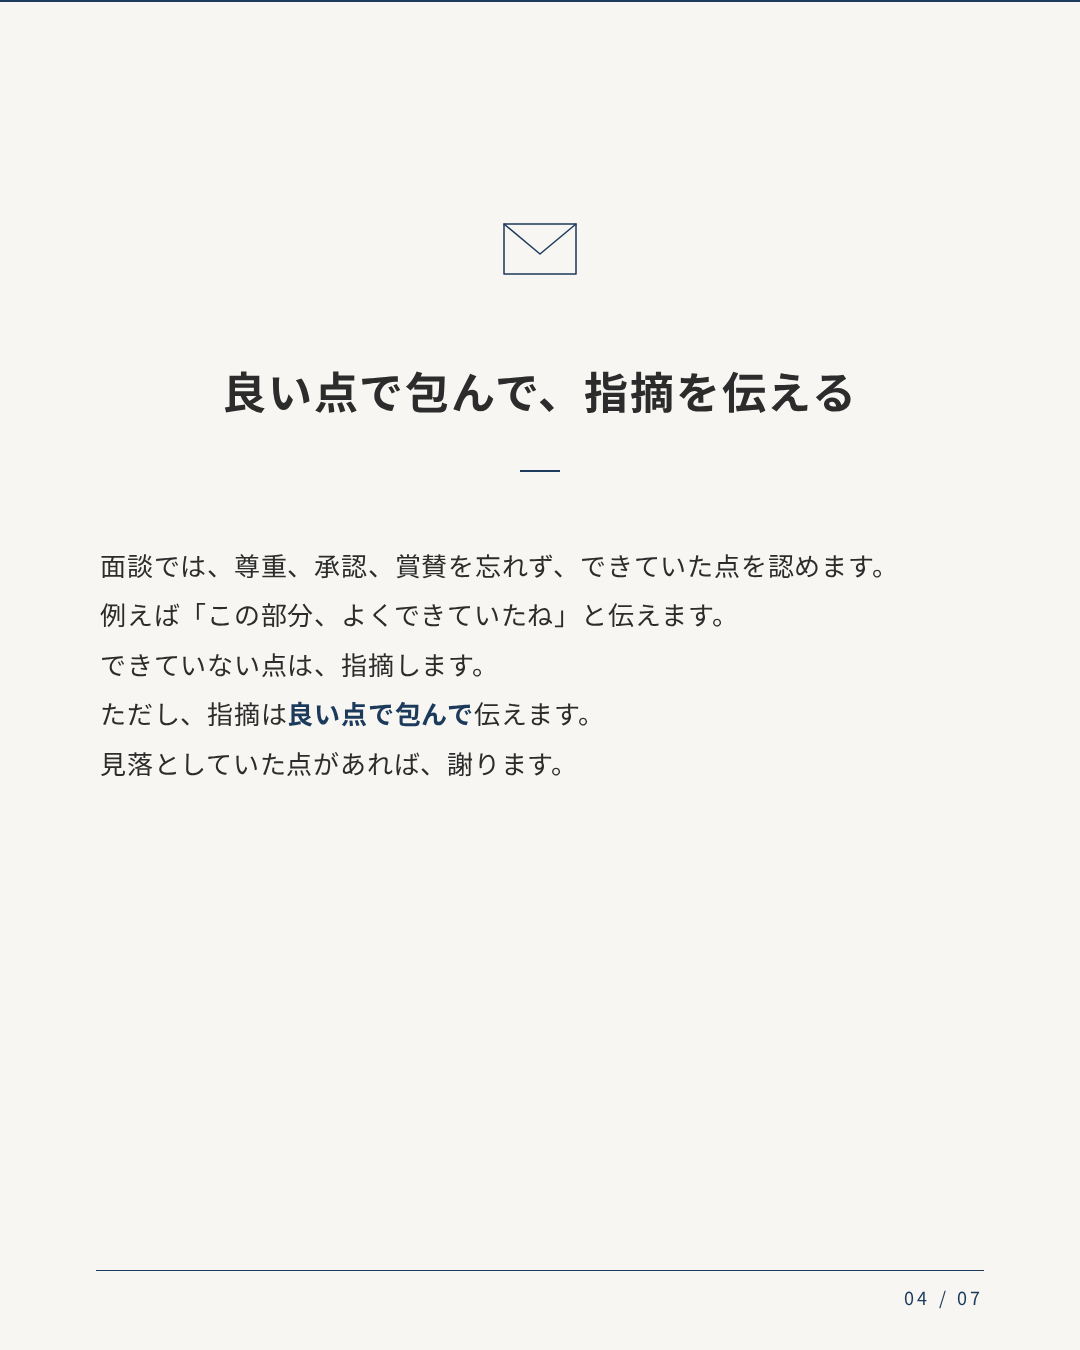 良い点で包んで、指摘を伝える
面談では、尊重、承認、賞賛を忘れず、できていた点を認めます。
例えば「この部分、よくできていたね」と伝えます。
できていない点は、指摘します。
ただし、指摘は良い点で包んで伝えます。
見落としていた点があれば、謝ります。
04 / 07